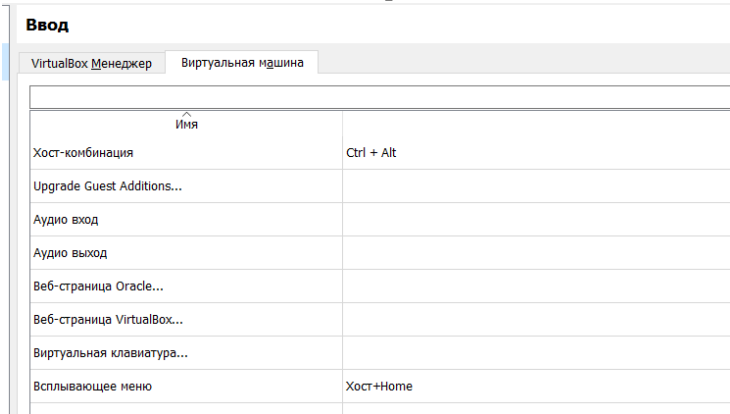 Ввод
VirtualBox Менеджер Виртуальная машина
Имя
Хост-комбинация Ctrl + Alt
Upgrade Guest Additions...
Аудио вход
Аудио выход
Веб-страница Oracle...
Веб-страница VirtualBox...
Виртуальная клавиатура...
Всплывающее меню Хост+Home